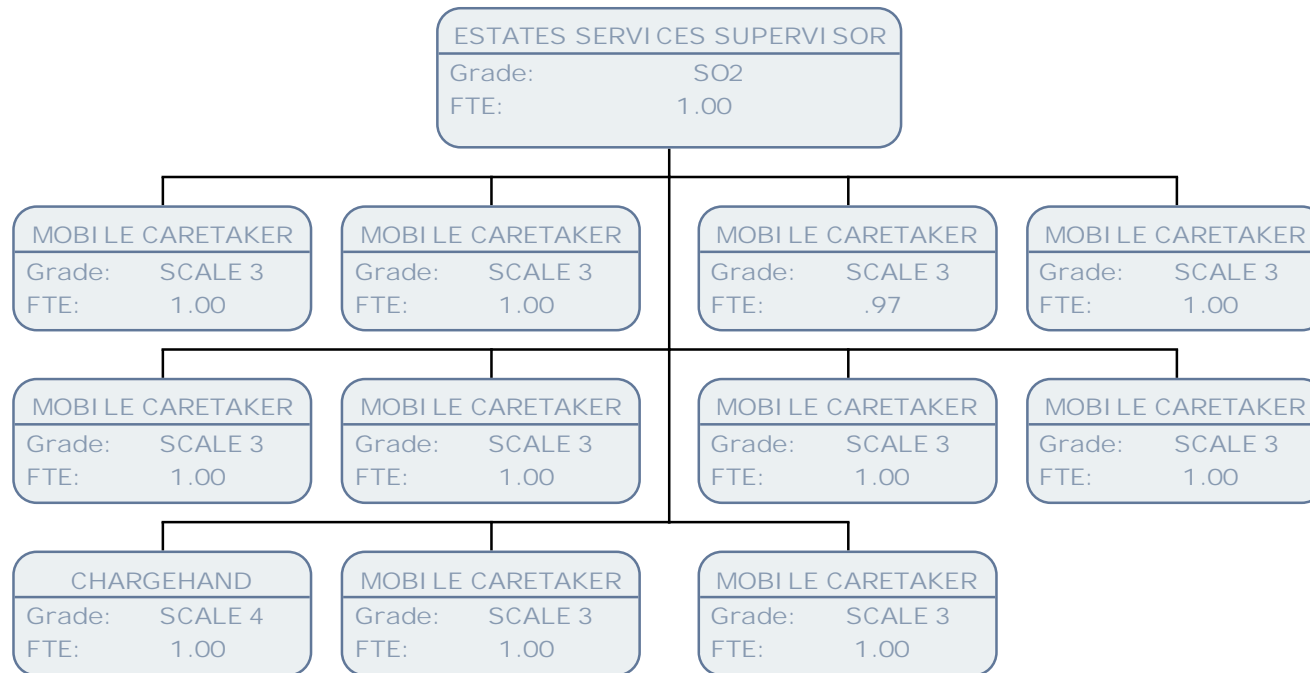 ESTATES SERVICES SUPERVISOR
Grade: SO2
FTE: 1.00
MOBILE CARETAKER
Grade: SCALE 3
FTE: 1.00
MOBILE CARETAKER
Grade: SCALE 3
FTE: 1.00
MOBILE CARETAKER
Grade: SCALE 3
FTE: .97
MOBILE CARETAKER
Grade: SCALE 3
FTE: 1.00
MOBILE CARETAKER
Grade: SCALE 3
FTE: 1.00
MOBILE CARETAKER
Grade: SCALE 3
FTE: 1.00
MOBILE CARETAKER
Grade: SCALE 3
FTE: 1.00
MOBILE CARETAKER
Grade: SCALE 3
FTE: 1.00
CHARGEHAND
Grade: SCALE 4
FTE: 1.00
MOBILE CARETAKER
Grade: SCALE 3
FTE: 1.00
MOBILE CARETAKER
Grade: SCALE 3
FTE: 1.00